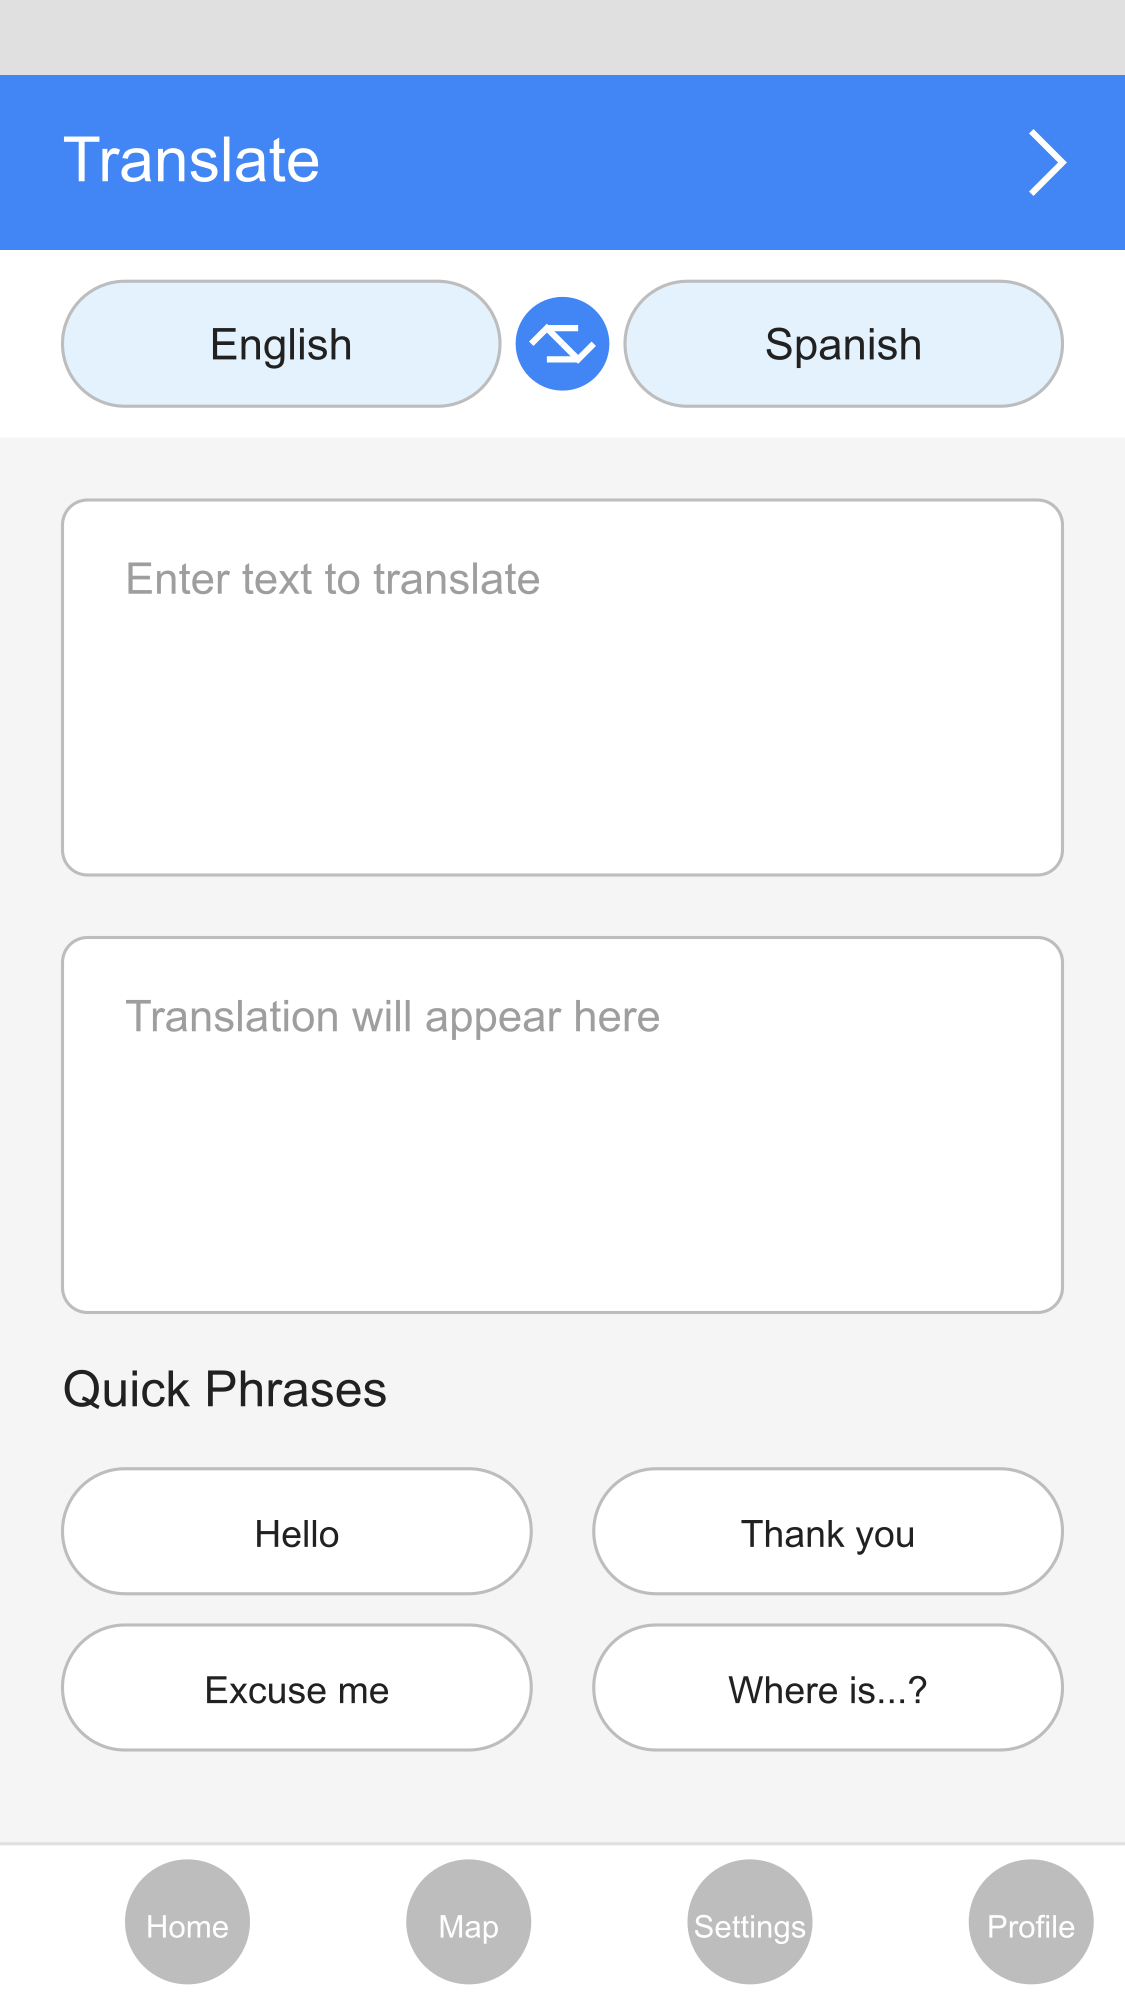 Translate
English
Spanish
Enter text to translate
Translation will appear here
Quick Phrases
Hello
Thank you
Excuse me
Where is...?
Home
Map
Settings
Profile